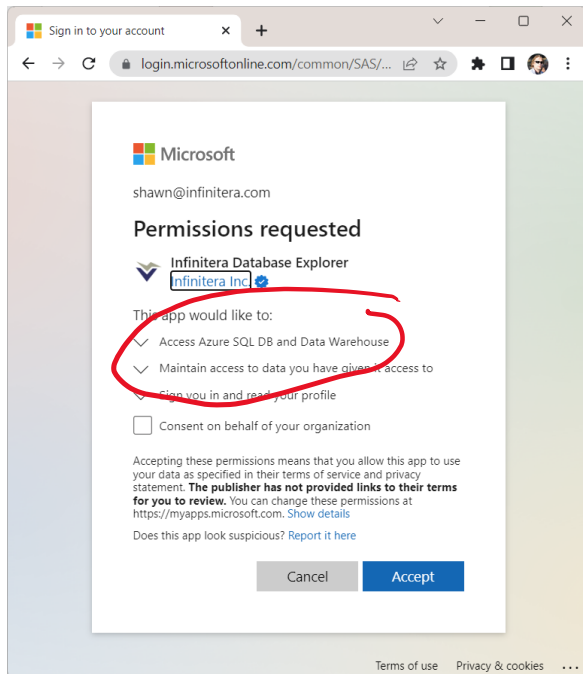 Sign in to your account
login.microsoftonline.com/common/SAS/...
Microsoft
shawn@infinitera.com
Permissions requested
Infinitera Database Explorer
Infinitera Inc.
This app would like to:
Access Azure SQL DB and Data Warehouse
Maintain access to data you have given it access to
Sign you in and read your profile
Consent on behalf of your organization
Accepting these permissions means that you allow this app to use
your data as specified in their terms of service and privacy
statement. The publisher has not provided links to their terms
for you to review. You can change these permissions at
https://myapps.microsoft.com. Show details
Does this app look suspicious? Report it here
Cancel Accept
Terms of use Privacy & cookies ...